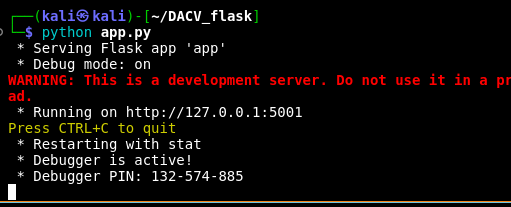 ┌──(kali㉿kali)-[~/DACV_flask]
└─$ python app.py
 * Serving Flask app 'app'
 * Debug mode: on
WARNING: This is a development server. Do not use it in a pr
ad.
 * Running on http://127.0.0.1:5001
Press CTRL+C to quit
 * Restarting with stat
 * Debugger is active!
 * Debugger PIN: 132-574-885